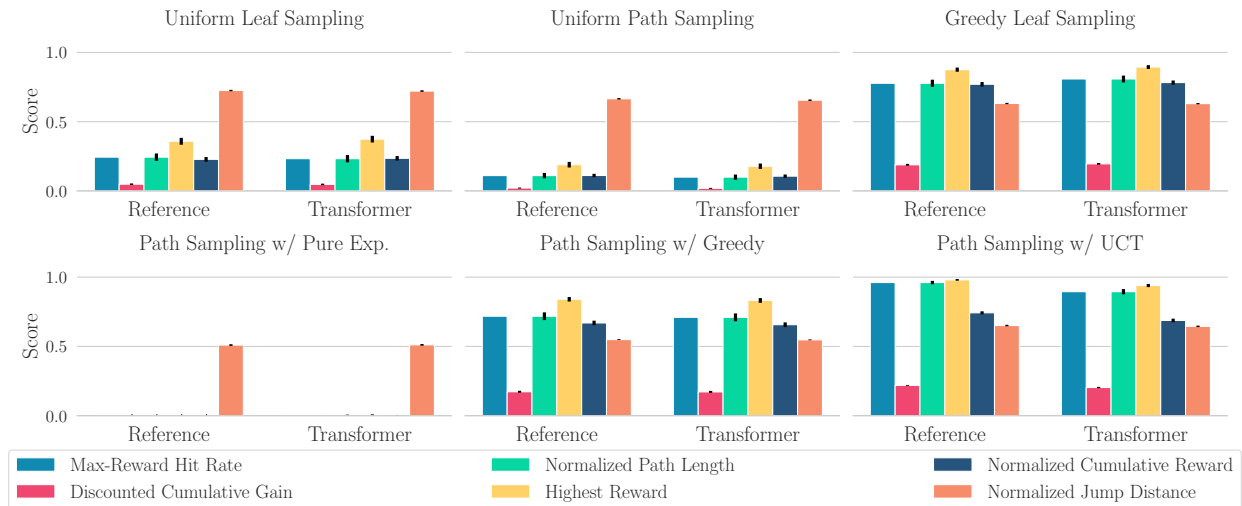 Uniform Leaf Sampling
Uniform Path Sampling
Greedy Leaf Sampling
Score
1.0
0.5
0.0
Reference
Transformer
Reference
Transformer
Reference
Transformer
Path Sampling w/ Pure Exp.
Path Sampling w/ Greedy
Path Sampling w/ UCT
Score
1.0
0.5
0.0
Reference
Transformer
Reference
Transformer
Reference
Transformer
Max-Reward Hit Rate
Discounted Cumulative Gain
Normalized Path Length
Highest Reward
Normalized Cumulative Reward
Normalized Jump Distance